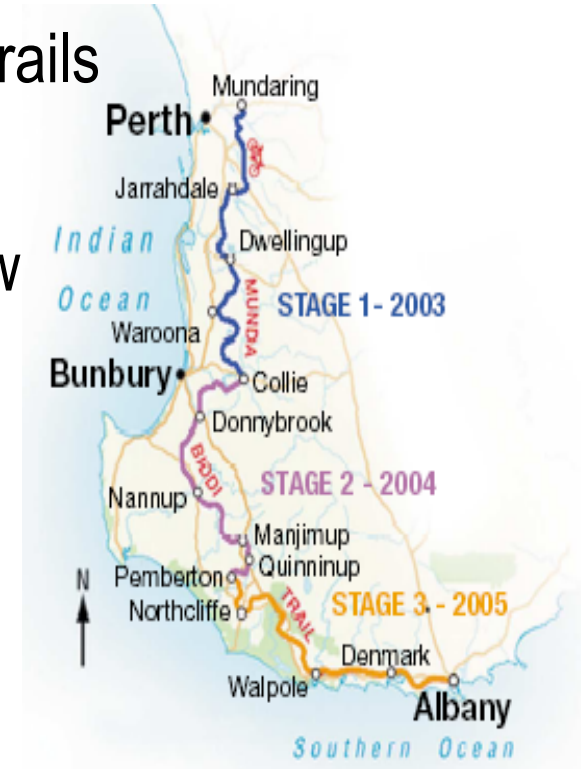 rails
Mundaring
Perth
Jarrahdale
Indian
Dwellingup
w
Ocean
MUNDA
STAGE 1 - 2003
Waroona
Bunbury
Collie
Donnybrook
BIDDI
STAGE 2 - 2004
Nannup
Manjimup
Quinninup
N
Pemberton
TRAIL
STAGE 3 - 2005
Northcliffe
Denmark
Walpole
Albany
Southern Ocean